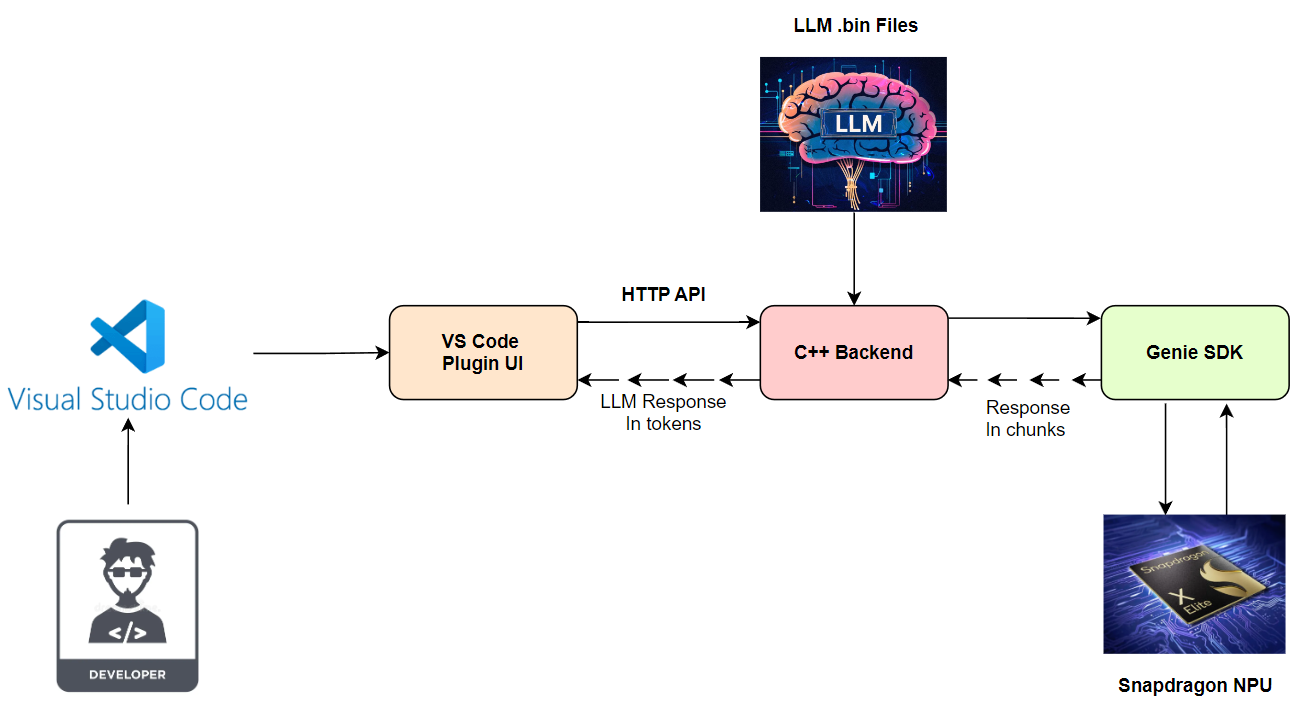 LLM .bin Files
LLM
HTTP API
Visual Studio Code
VS Code
Plugin UI
C++ Backend
Genie SDK
LLM Response
In tokens
Response
In chunks
</>
DEVELOPER
Snapdragon
X
Elite
Snapdragon NPU